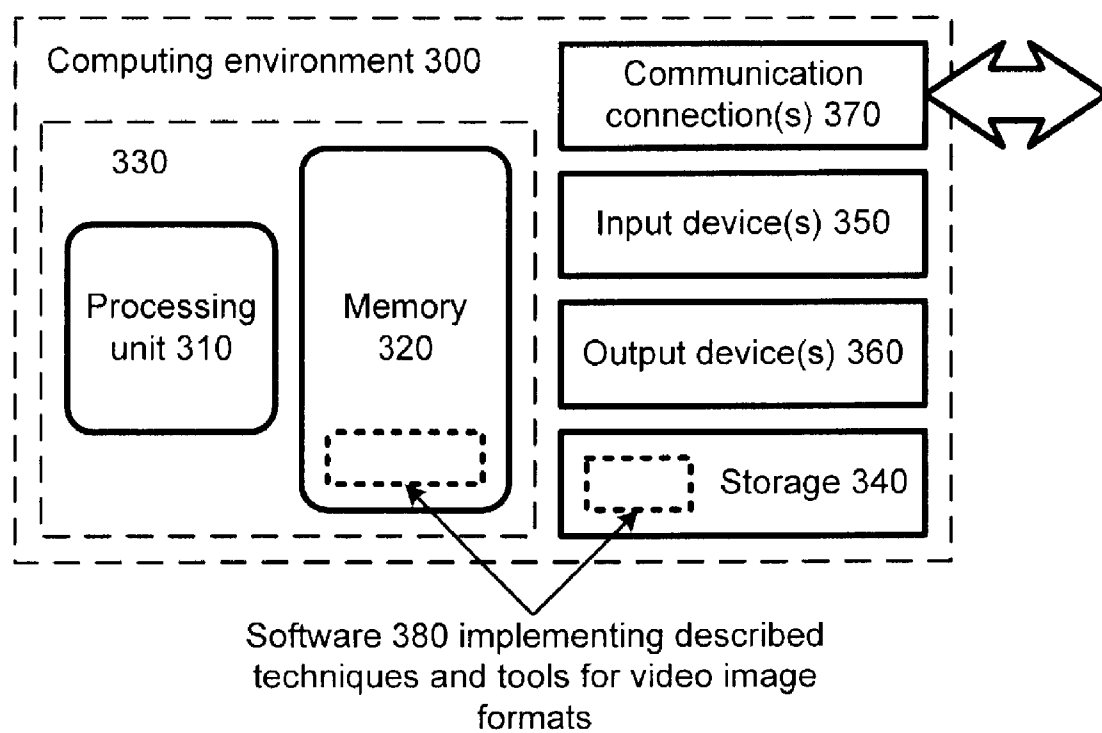 Computing environment 300
Communication
connection(s) 370
330
Processing
unit 310
Memory
320
Input device(s) 350
Output device(s) 360
Storage 340
Software 380 implementing described
techniques and tools for video image
formats